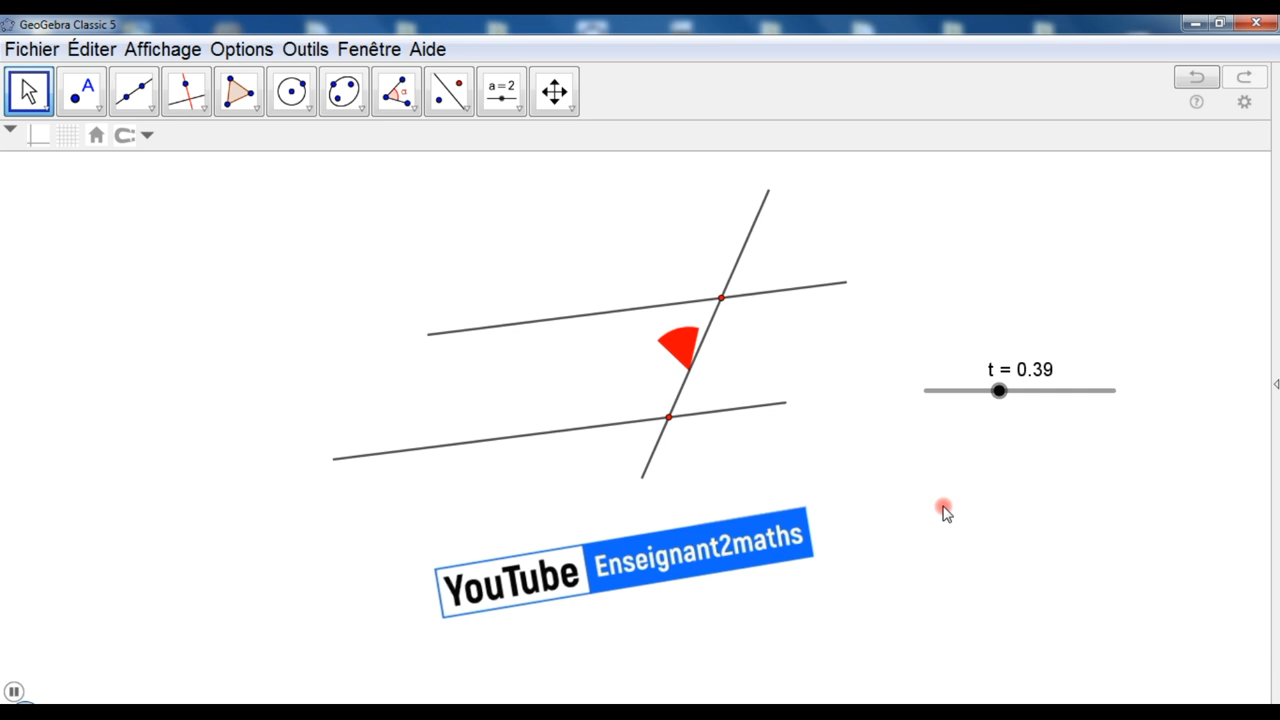 GeoGebra Classic 5
Fichier Éditer Affichage Options Outils Fenêtre Aide
A
α
a=2
t = 0.39
YouTube Enseignant2maths